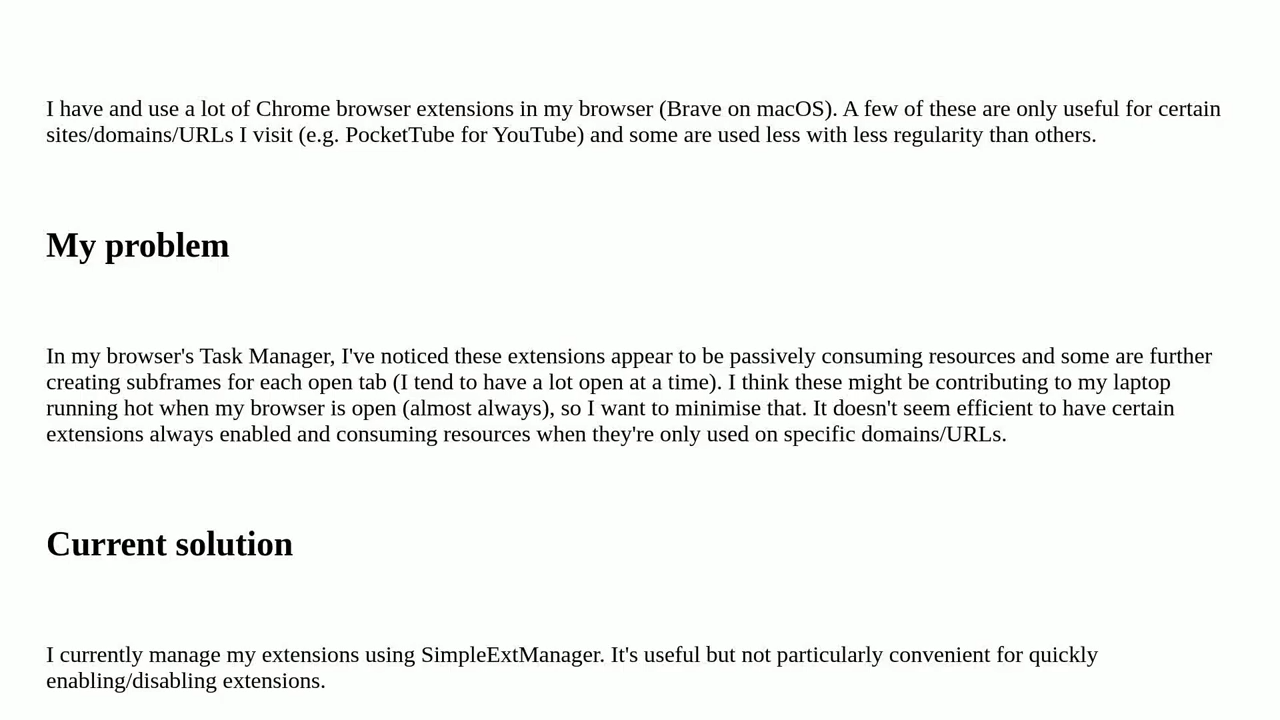 I have and use a lot of Chrome browser extensions in my browser (Brave on macOS). A few of these are only useful for certain
sites/domains/URLs I visit (e.g. PocketTube for YouTube) and some are used less with less regularity than others.
My problem
In my browser's Task Manager, I've noticed these extensions appear to be passively consuming resources and some are further
creating subframes for each open tab (I tend to have a lot open at a time). I think these might be contributing to my laptop
running hot when my browser is open (almost always), so I want to minimise that. It doesn't seem efficient to have certain
extensions always enabled and consuming resources when they're only used on specific domains/URLs.
Current solution
I currently manage my extensions using SimpleExtManager. It's useful but not particularly convenient for quickly
enabling/disabling extensions.